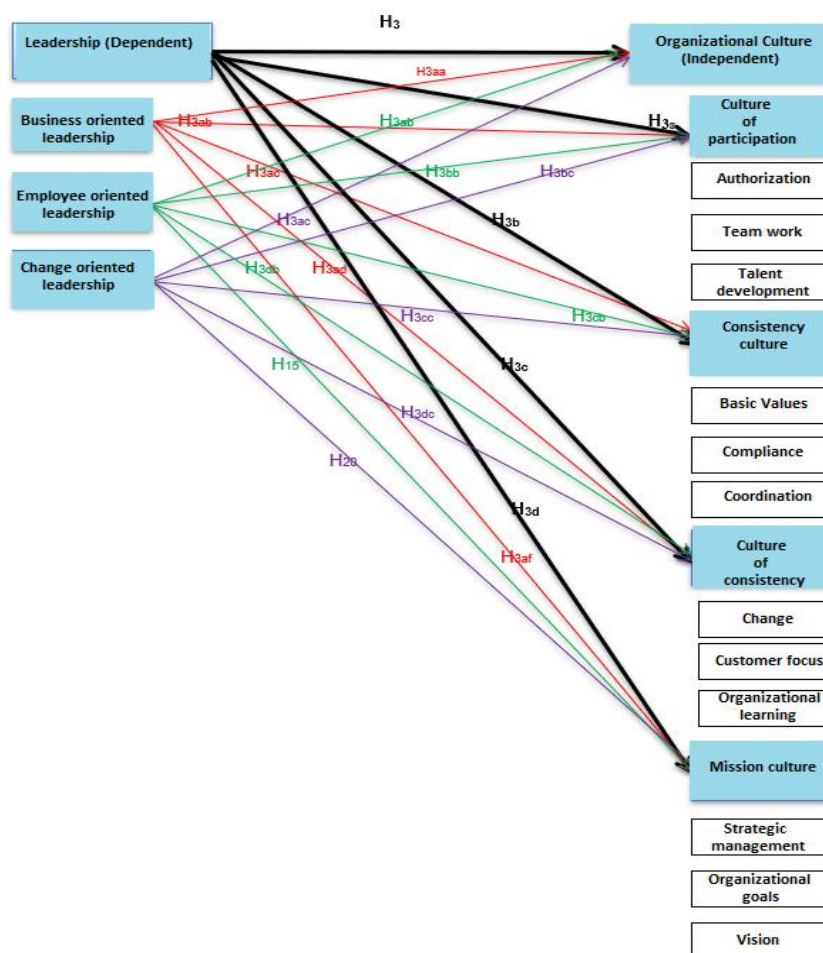 H3
Leadership (Dependent)
Organizational Culture
(Independent)
H3aa
Business oriented
leadership
H3ab
H3ab
H3a
Culture
of
participation
H3ac
H3bb
H3bc
Authorization
Employee oriented
leadership
H3ac
H3b
Team work
Change oriented
leadership
H3db
H3ad
Talent
development
H3cc
H3cb
Consistency
culture
H15
H3c
H3dc
Basic Values
H20
Compliance
H3d
Coordination
H3af
Culture
of
consistency
Change
Customer focus
Organizational
learning
Mission culture
Strategic
management
Organizational
goals
Vision